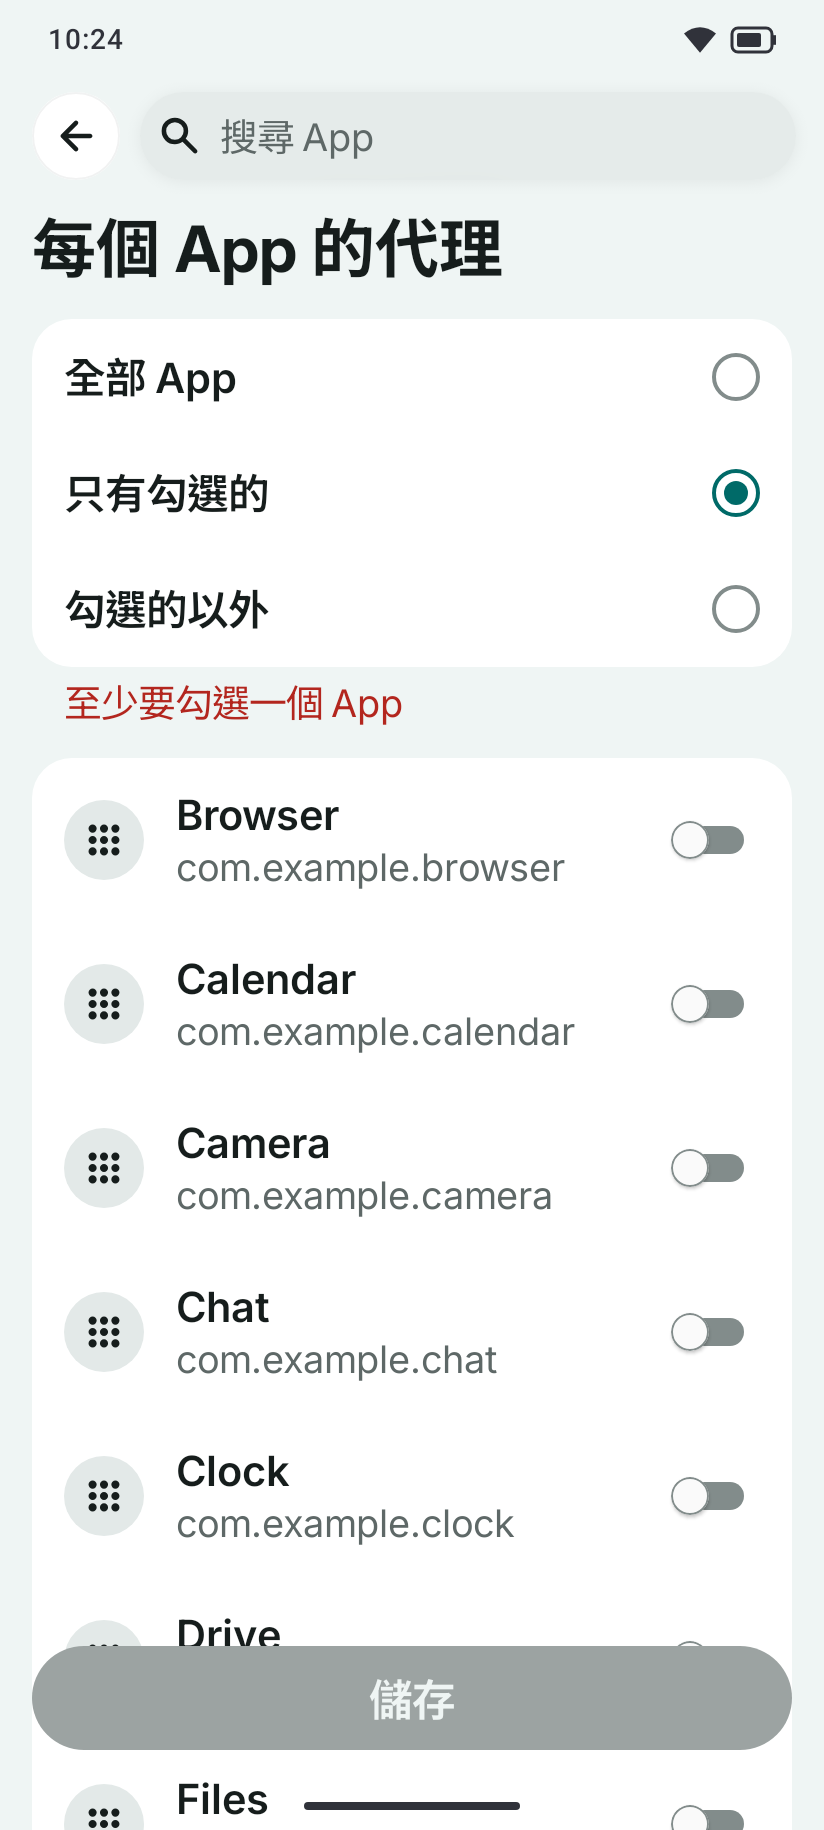 10:24
搜尋 App
每個 App 的代理
全部 App
只有勾選的
勾選的以外
至少要勾選一個 App
Browser
com.example.browser
Calendar
com.example.calendar
Camera
com.example.camera
Chat
com.example.chat
Clock
com.example.clock
Drive
儲存
Files